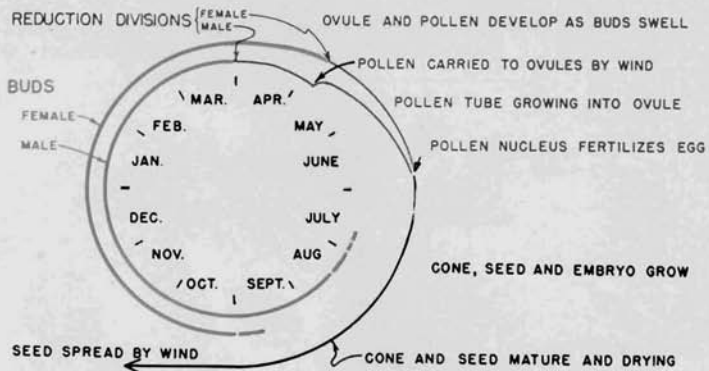 REDUCTION DIVISIONS { FEMALE
MALE
OVULE AND POLLEN DEVELOP AS BUDS SWELL
POLLEN CARRIED TO OVULES BY WIND
BUDS
POLLEN TUBE GROWING INTO OVULE
FEMALE
MALE
POLLEN NUCLEUS FERTILIZES EGG
MAR.
APR.
FEB.
MAY
JAN.
JUNE
DEC.
JULY
NOV.
AUG
OCT.
SEPT.
CONE, SEED AND EMBRYO GROW
SEED SPREAD BY WIND
CONE AND SEED MATURE AND DRYING